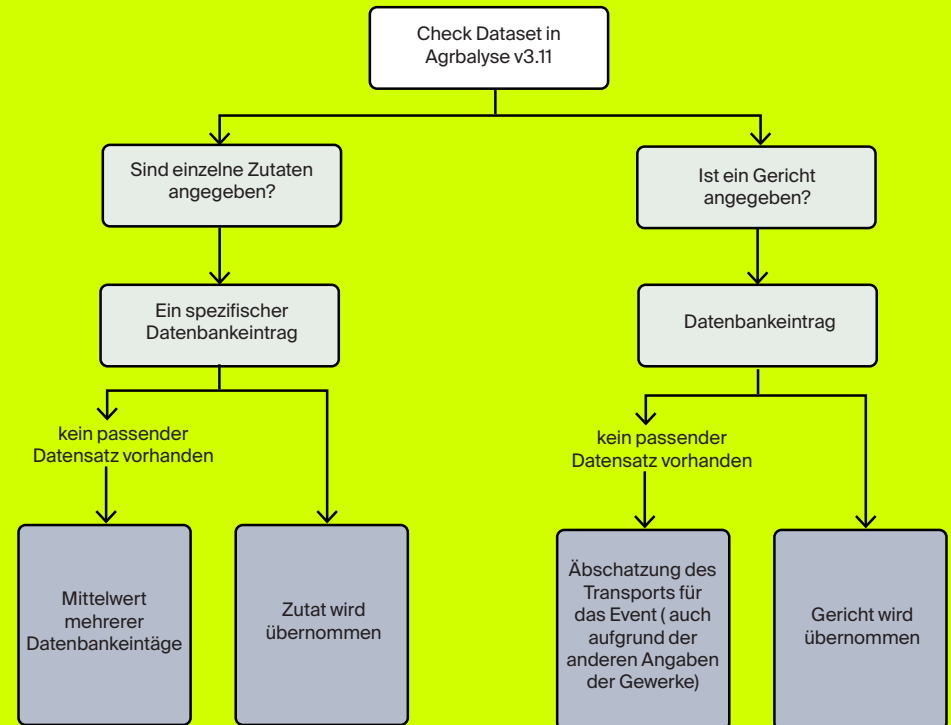 Check Dataset in
Agrbalyse v3.11
Sind einzelne Zutaten
angegeben?
Ist ein Gericht
angegeben?
Ein spezifischer
Datenbankeintrag
Datenbankeintrag
kein passender
Datensatz vorhanden
kein passender
Datensatz vorhanden
Mittelwert
mehrerer
Datenbankeintäge
Zutat wird
übernommen
Äbschatzung des
Transports für
das Event ( auch
aufgrund der
anderen Angaben
der Gewerke)
Gericht wird
übernommen